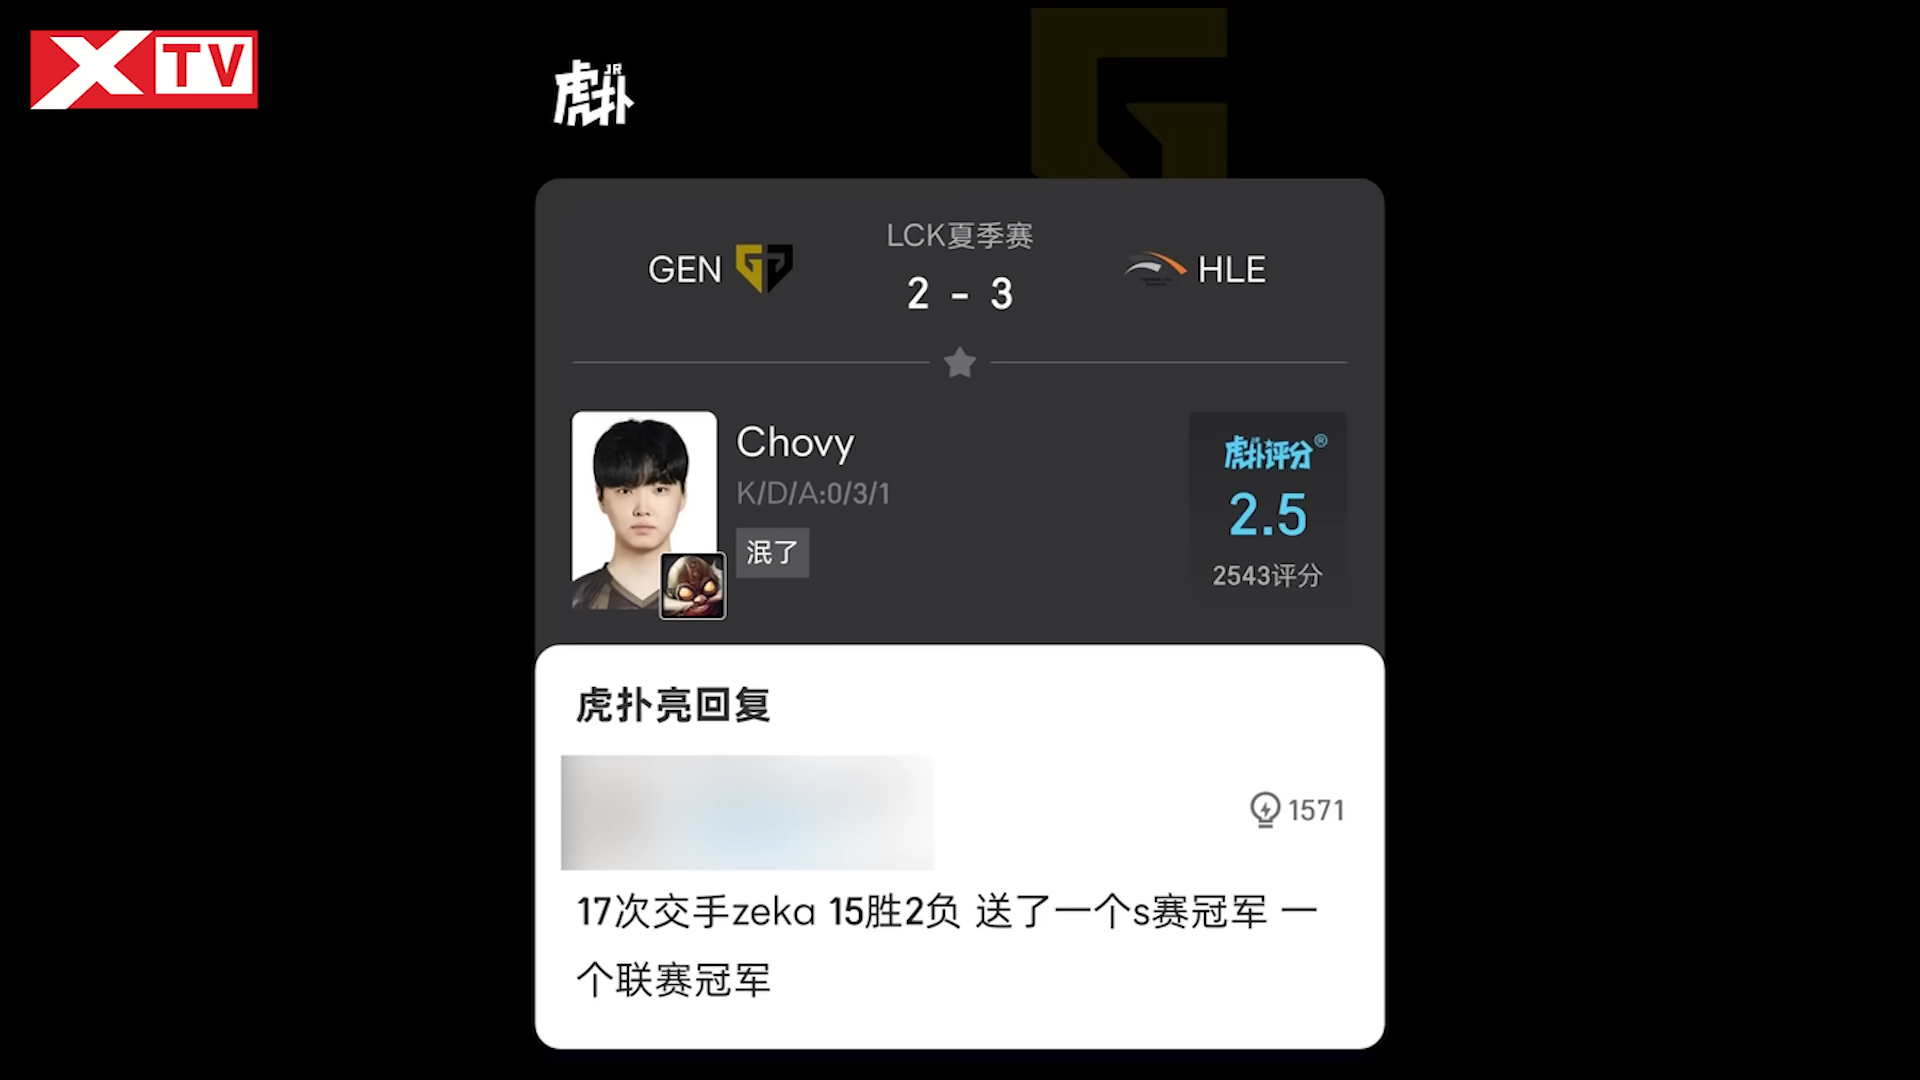 XTV
虎扑JR
LCK夏季赛
GEN
2 - 3
HLE
Chovy
K/D/A:0/3/1
泯了
虎扑评分®
2.5
2543评分
虎扑亮回复
1571
17次交手zeka 15胜2负 送了一个s赛冠军 一
个联赛冠军